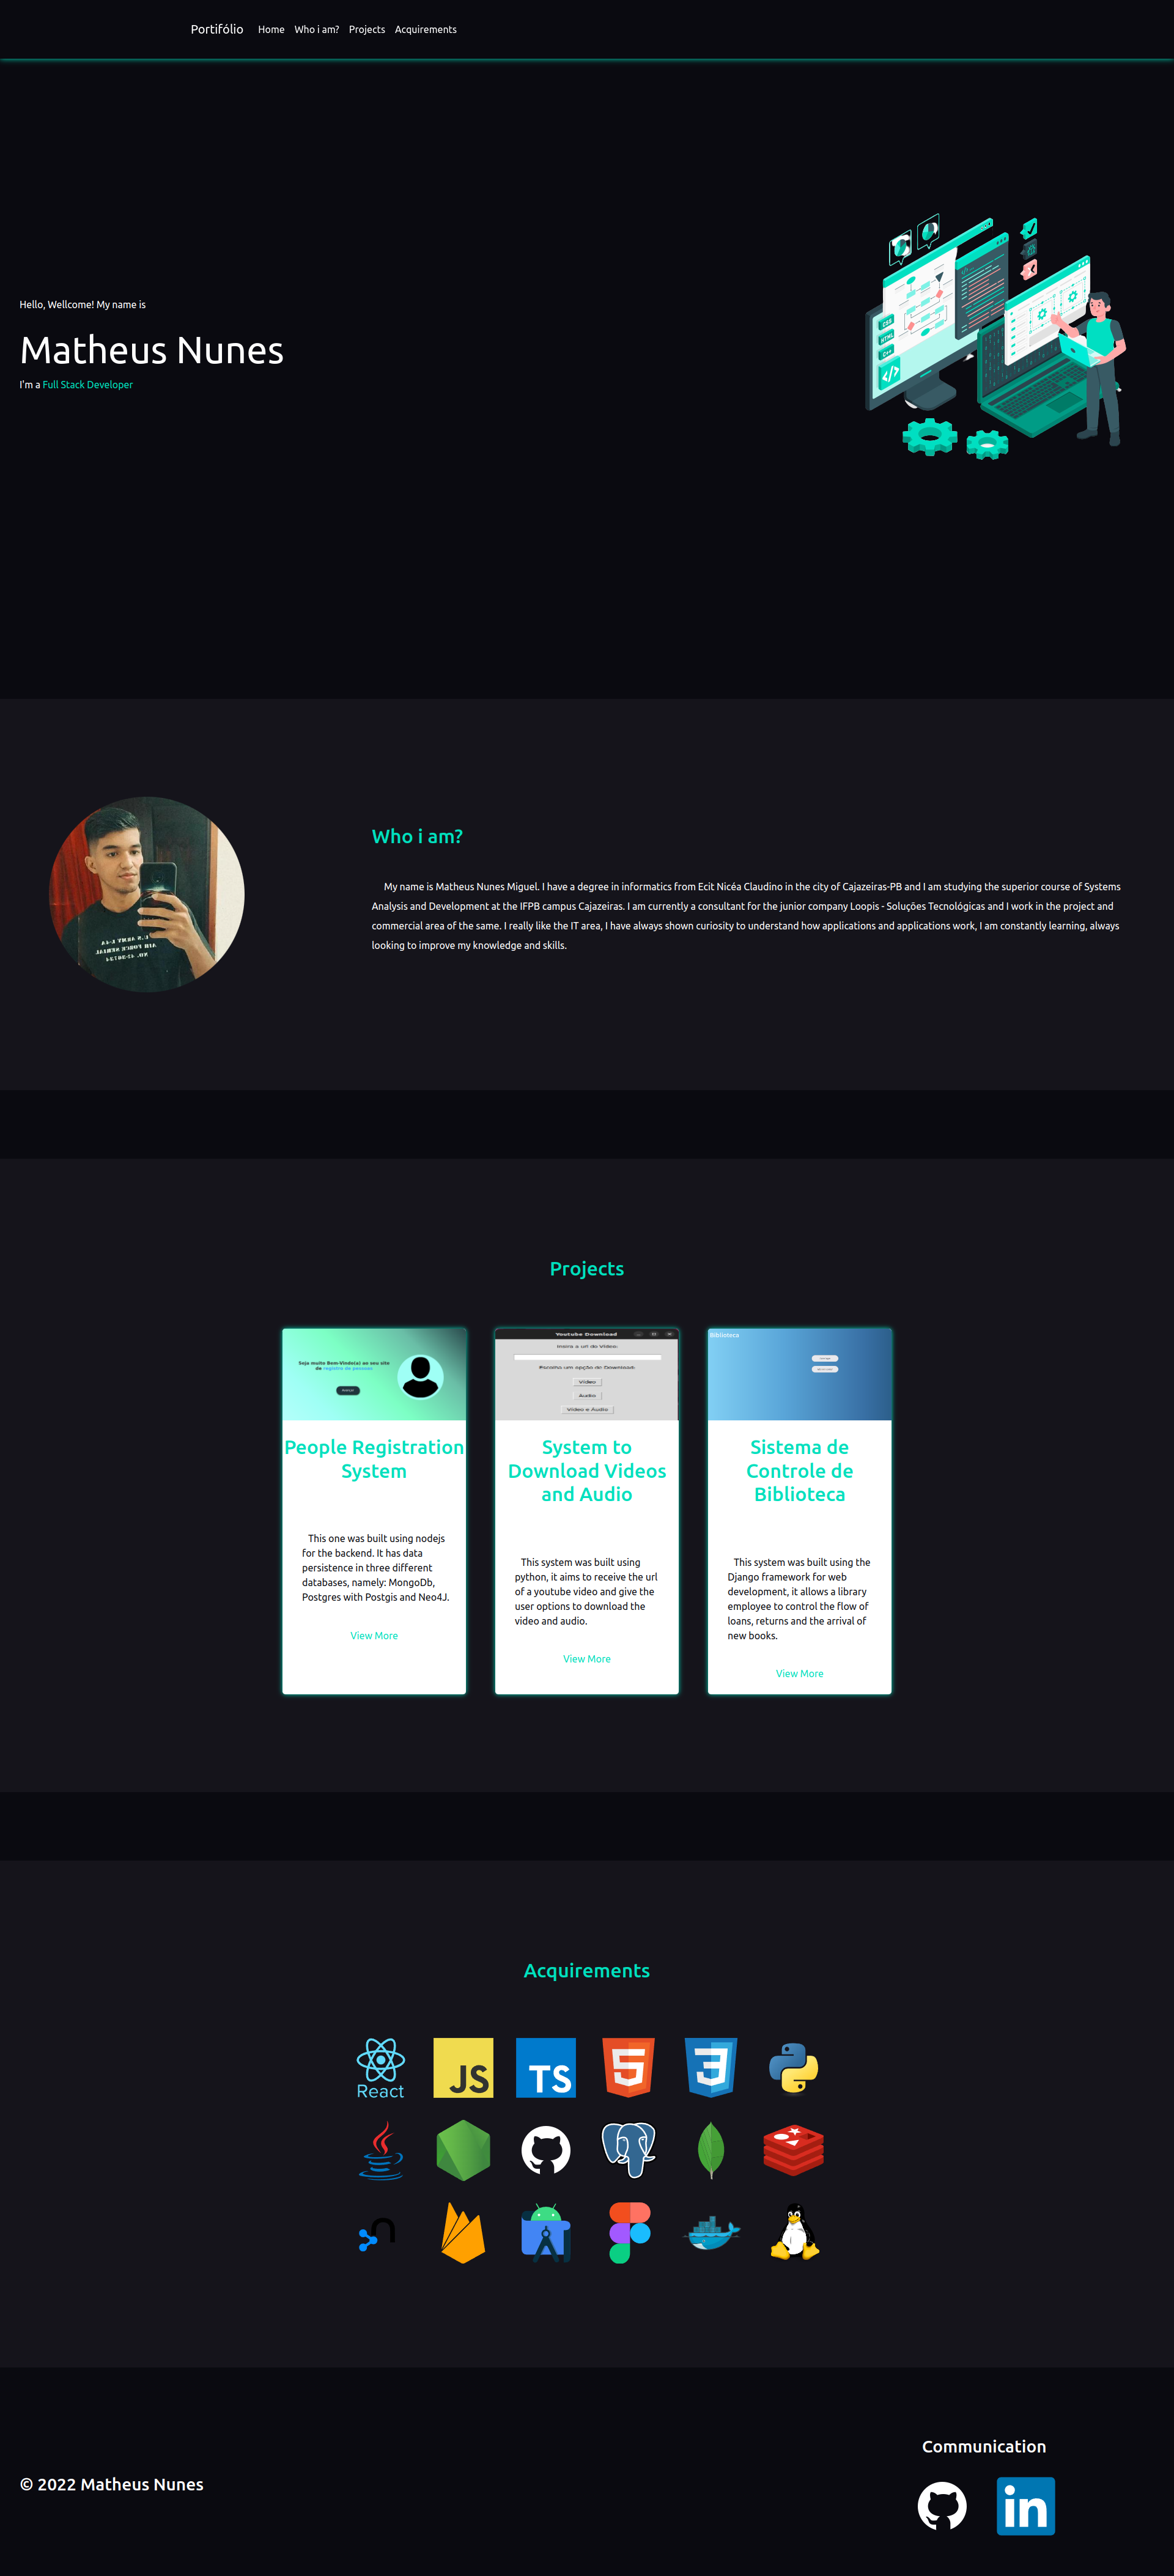 Portifólio Home Who i am? Projects Acquirements
Hello, Wellcome! My name is
Matheus Nunes
I'm a Full Stack Developer
CSS
HTML
C++
</>
Who i am?
My name is Matheus Nunes Miguel. I have a degree in informatics from Ecit Nicéa Claudino in the city of Cajazeiras-PB and I am studying the superior course of Systems
Analysis and Development at the IFPB campus Cajazeiras. I am currently a consultant for the junior company Loopis - Soluções Tecnológicas and I work in the project and
commercial area of the same. I really like the IT area, I have always shown curiosity to understand how applications and applications work, I am constantly learning, always
looking to improve my knowledge and skills.
Projects
Seja muito Bem-Vindo(a) ao seu site
de registro de pessoas
People Registration
System
This one was built using nodejs
for the backend. It has data
persistence in three different
databases, namely: MongoDb,
Postgres with Postgis and Neo4J.
View More
Youtube Download
Insira a url do Video:
Escolha um opção de Download:
Video
Audio
Video e Áudio
System to
Download Videos
and Audio
This system was built using
python, it aims to receive the url
of a youtube video and give the
user options to download the
video and audio.
View More
Biblioteca
Sistema de
Controle de
Biblioteca
This system was built using the
Django framework for web
development, it allows a library
employee to control the flow of
loans, returns and the arrival of
new books.
View More
Acquirements
React
JS
TS
5
3
© 2022 Matheus Nunes
Communication
in